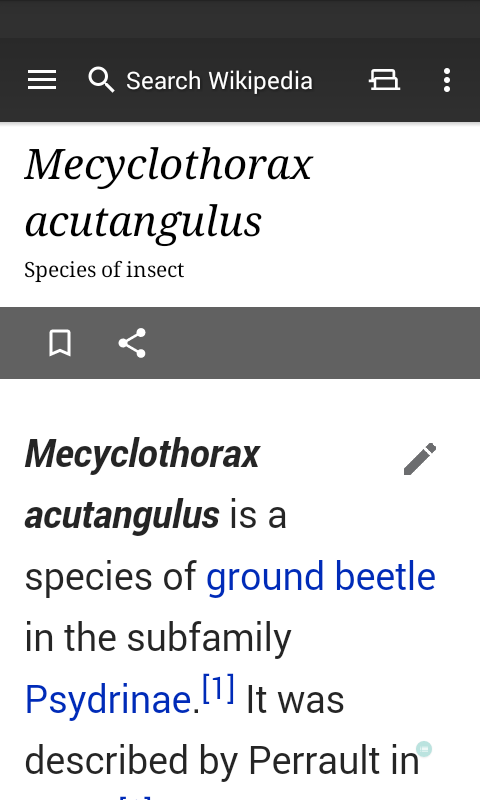 Search Wikipedia
Mecyclothorax
acutangulus
Species of insect
Mecyclothorax
acutangulus is a
species of ground beetle
in the subfamily
Psydrinae.[1] It was
described by Perrault in